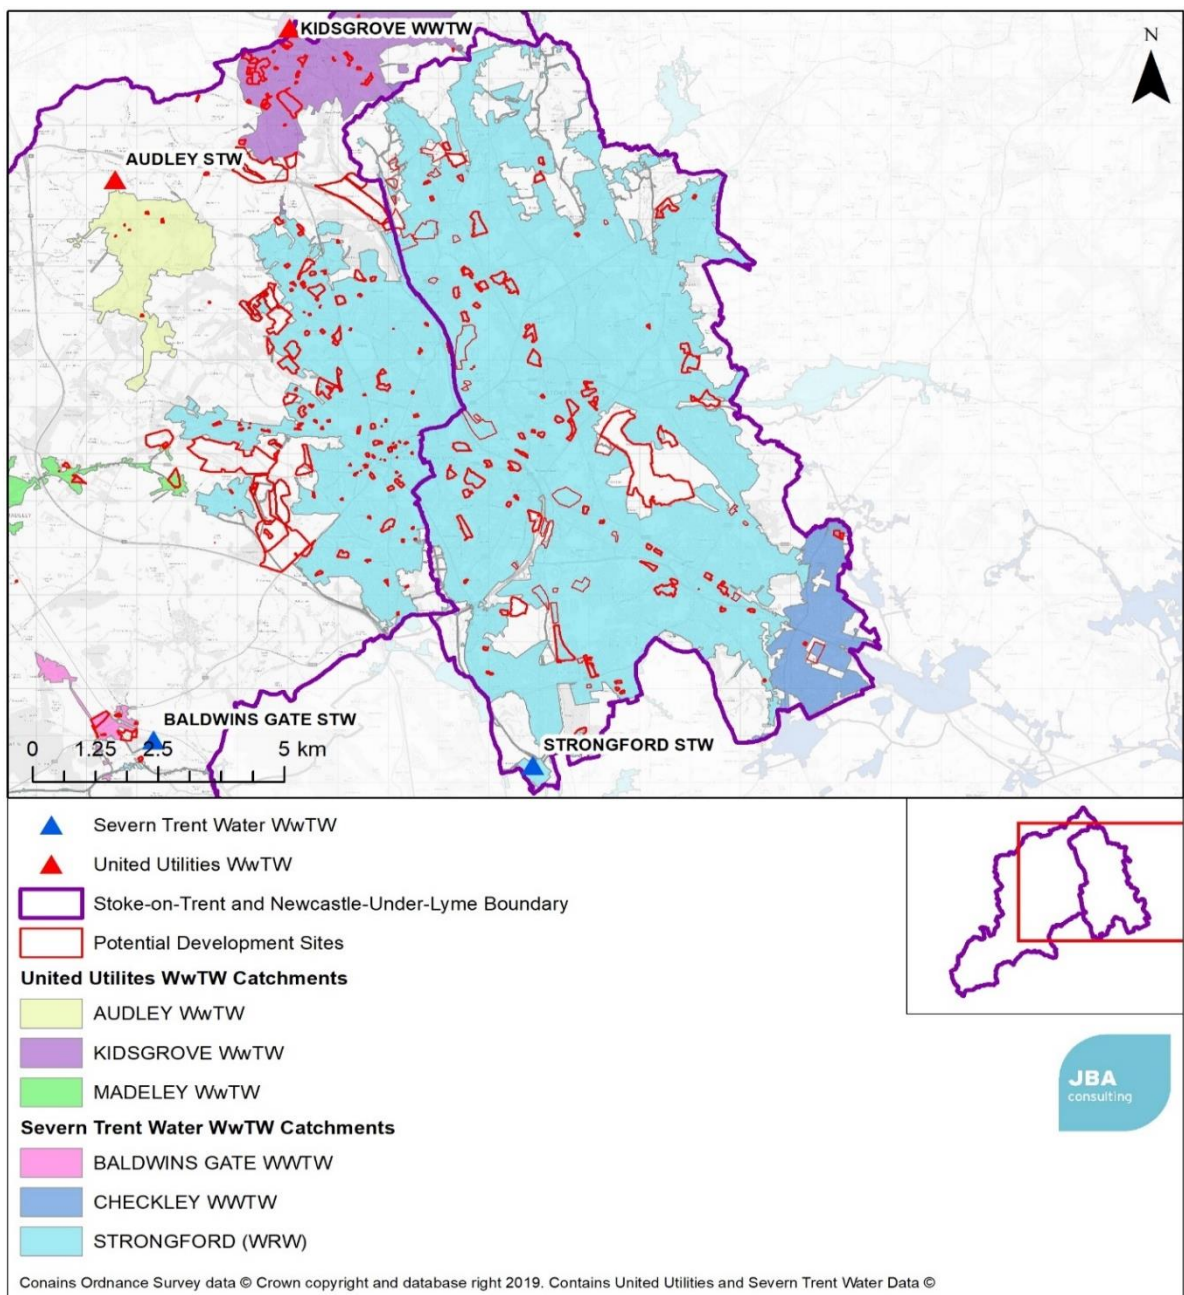 KIDSGROVE WWTW
N
AUDLEY STW
BALDWINS GATE STW
0 1.25 2.5 5 km
STRONGFORD STW
Severn Trent Water WwTW
United Utilities WwTW
Stoke-on-Trent and Newcastle-Under-Lyme Boundary
Potential Development Sites
United Utilites WwTW Catchments
AUDLEY WwTW
KIDSGROVE WwTW
MADELEY WwTW
Severn Trent Water WwTW Catchments
BALDWINS GATE WWTW
CHECKLEY WWTW
STRONGFORD (WRW)
JBA
consulting
Conains Ordnance Survey data © Crown copyright and database right 2019. Contains United Utilities and Severn Trent Water Data ©